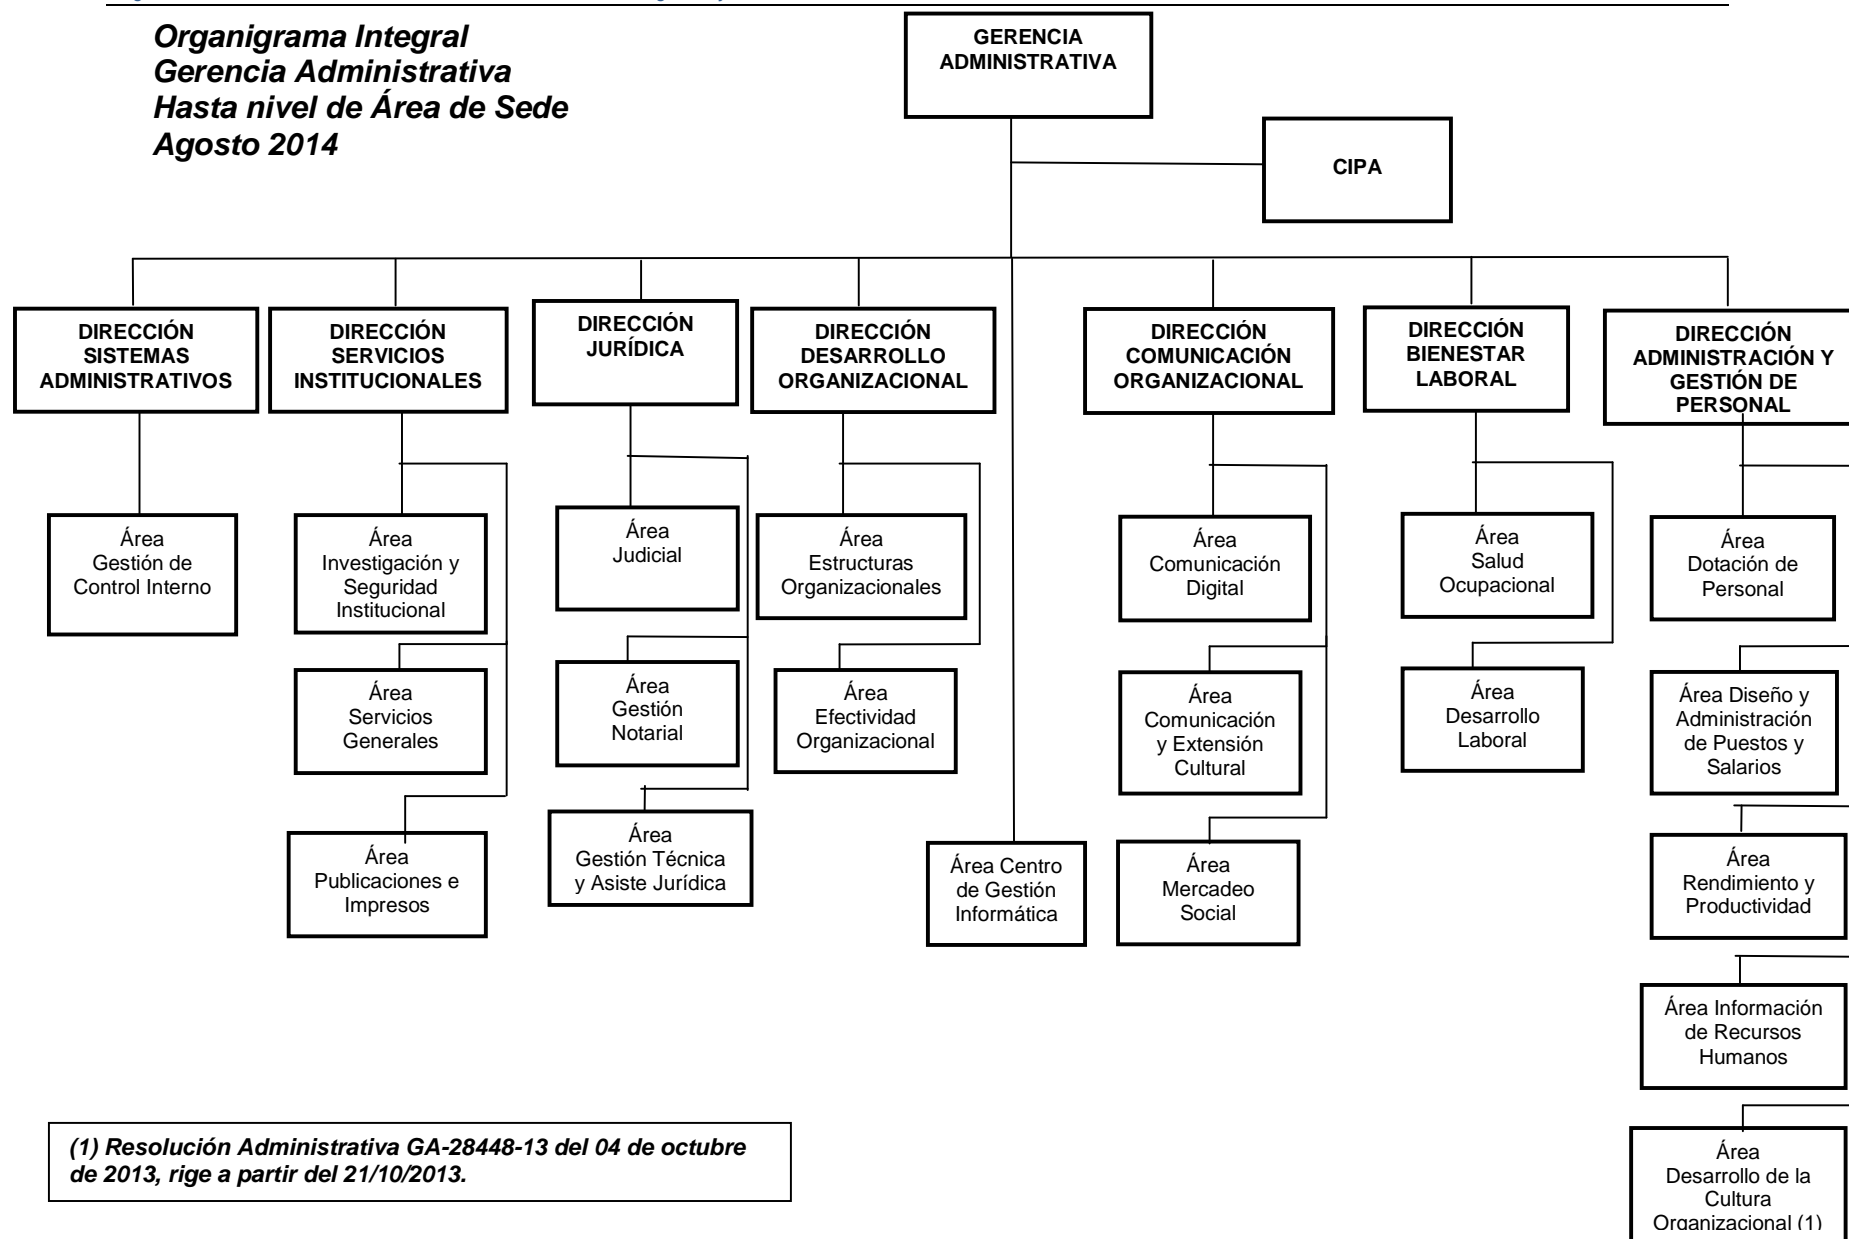 Organigrama Integral
Gerencia Administrativa
Hasta nivel de Área de Sede
Agosto 2014
GERENCIA
ADMINISTRATIVA
CIPA
DIRECCIÓN
SISTEMAS
ADMINISTRATIVOS
DIRECCIÓN
SERVICIOS
INSTITUCIONALES
DIRECCIÓN
JURÍDICA
DIRECCIÓN
DESARROLLO
ORGANIZACIONAL
DIRECCIÓN
COMUNICACIÓN
ORGANIZACIONAL
DIRECCIÓN
BIENESTAR
LABORAL
DIRECCIÓN
ADMINISTRACIÓN Y
GESTIÓN DE
PERSONAL
Área
Gestión de
Control Interno
Área
Investigación y
Seguridad
Institucional
Área
Judicial
Área
Estructuras
Organizacionales
Área
Comunicación
Digital
Área
Salud
Ocupacional
Área
Dotación de
Personal
Área
Servicios
Generales
Área
Gestión
Notarial
Área
Efectividad
Organizacional
Área
Comunicación
y Extensión
Cultural
Área
Desarrollo
Laboral
Área Diseño y
Administración
de Puestos y
Salarios
Área
Publicaciones e
Impresos
Área
Gestión Técnica
y Asiste Jurídica
Área Centro
de Gestión
Informática
Área
Mercadeo
Social
Área
Rendimiento y
Productividad
Área Información
de Recursos
Humanos
Área
Desarrollo de la
Cultura
Organizacional (1)
(1) Resolución Administrativa GA-28448-13 del 04 de octubre
de 2013, rige a partir del 21/10/2013.